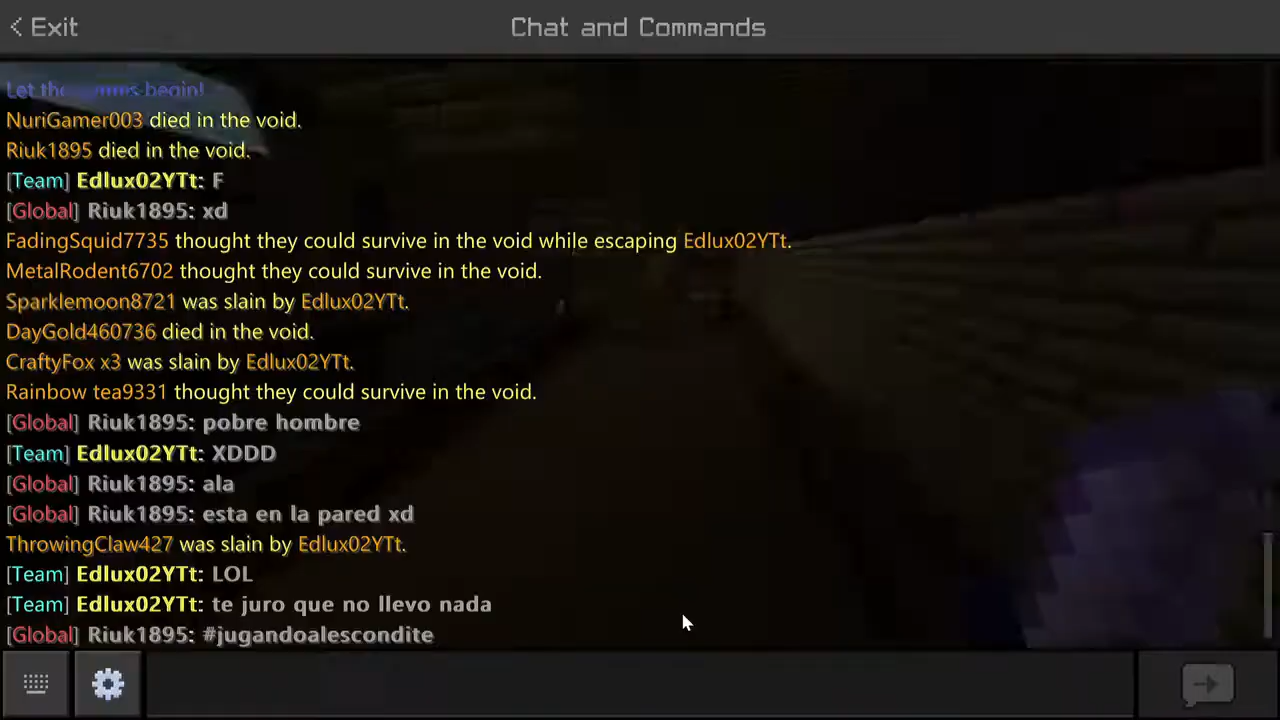 Exit
Chat and Commands
Let the games begin!
NuriGamer003 died in the void.
Riuk1895 died in the void.
[Team] Edlux02YTt: F
[Global] Riuk1895: xd
FadingSquid7735 thought they could survive in the void while escaping Edlux02YTt.
MetalRodent6702 thought they could survive in the void.
Sparklemoon8721 was slain by Edlux02YTt.
DayGold460736 died in the void.
CraftyFox x3 was slain by Edlux02YTt.
Rainbow tea9331 thought they could survive in the void.
[Global] Riuk1895: pobre hombre
[Team] Edlux02YTt: XDDD
[Global] Riuk1895: ala
[Global] Riuk1895: esta en la pared xd
ThrowingClaw427 was slain by Edlux02YTt.
[Team] Edlux02YTt: LOL
[Team] Edlux02YTt: te juro que no llevo nada
[Global] Riuk1895: #jugandoalescondite